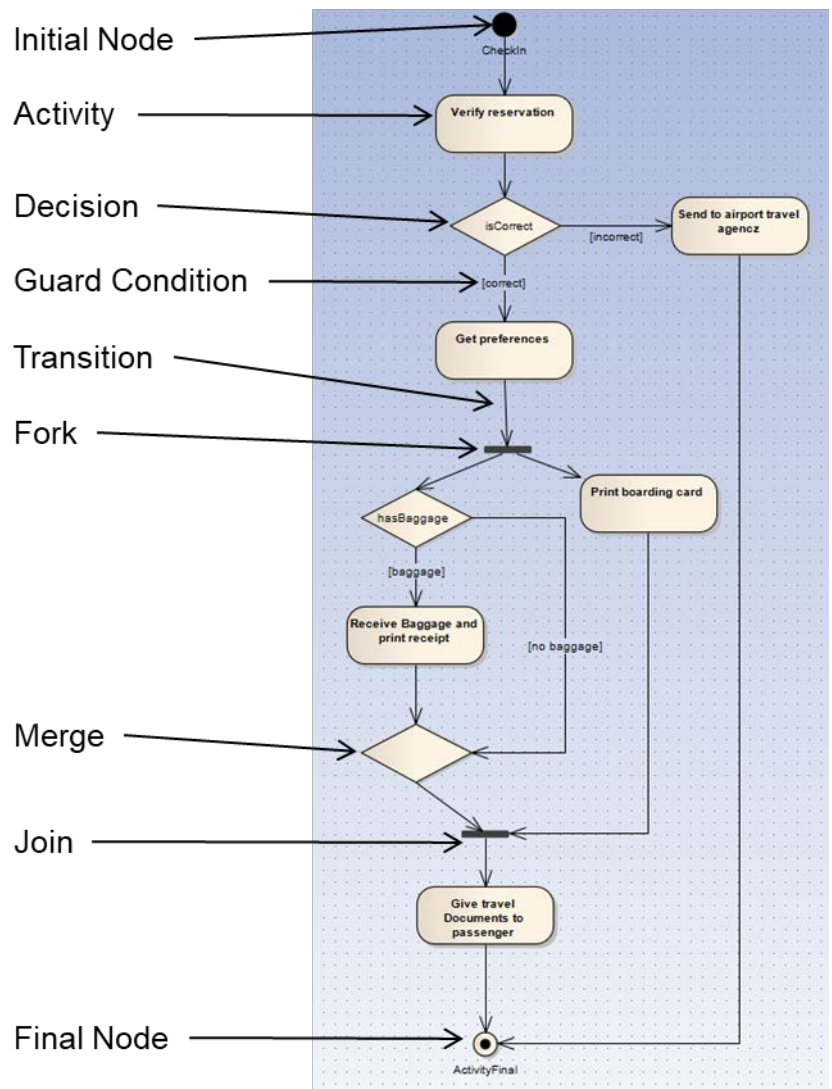 Initial Node
CheckIn
Activity
Verify reservation
Decision
isCorrect
[incorrect]
Send to airport travel
agencz
Guard Condition
[correct]
Get preferences
Transition
Fork
hasBaggage
Print boarding card
[baggage]
Receive Baggage and
print receipt
[no baggage]
Merge
Join
Give travel
Documents to
passenger
Final Node
ActivityFinal